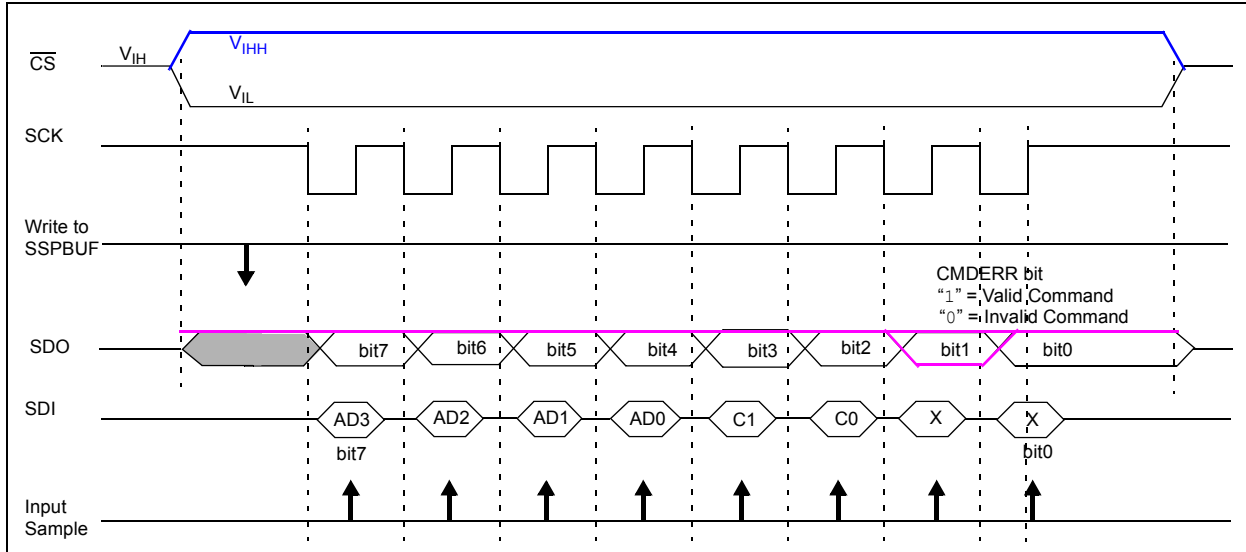 CS
VIH
VIHH
VIL
SCK
Write to
SSPBUF
CMDERR bit
“1” = Valid Command
“0” = Invalid Command
SDO
bit7 bit6 bit5 bit4 bit3 bit2 bit1 bit0
SDI
AD3 AD2 AD1 AD0 C1 C0 X X
bit7 bit0
Input
Sample